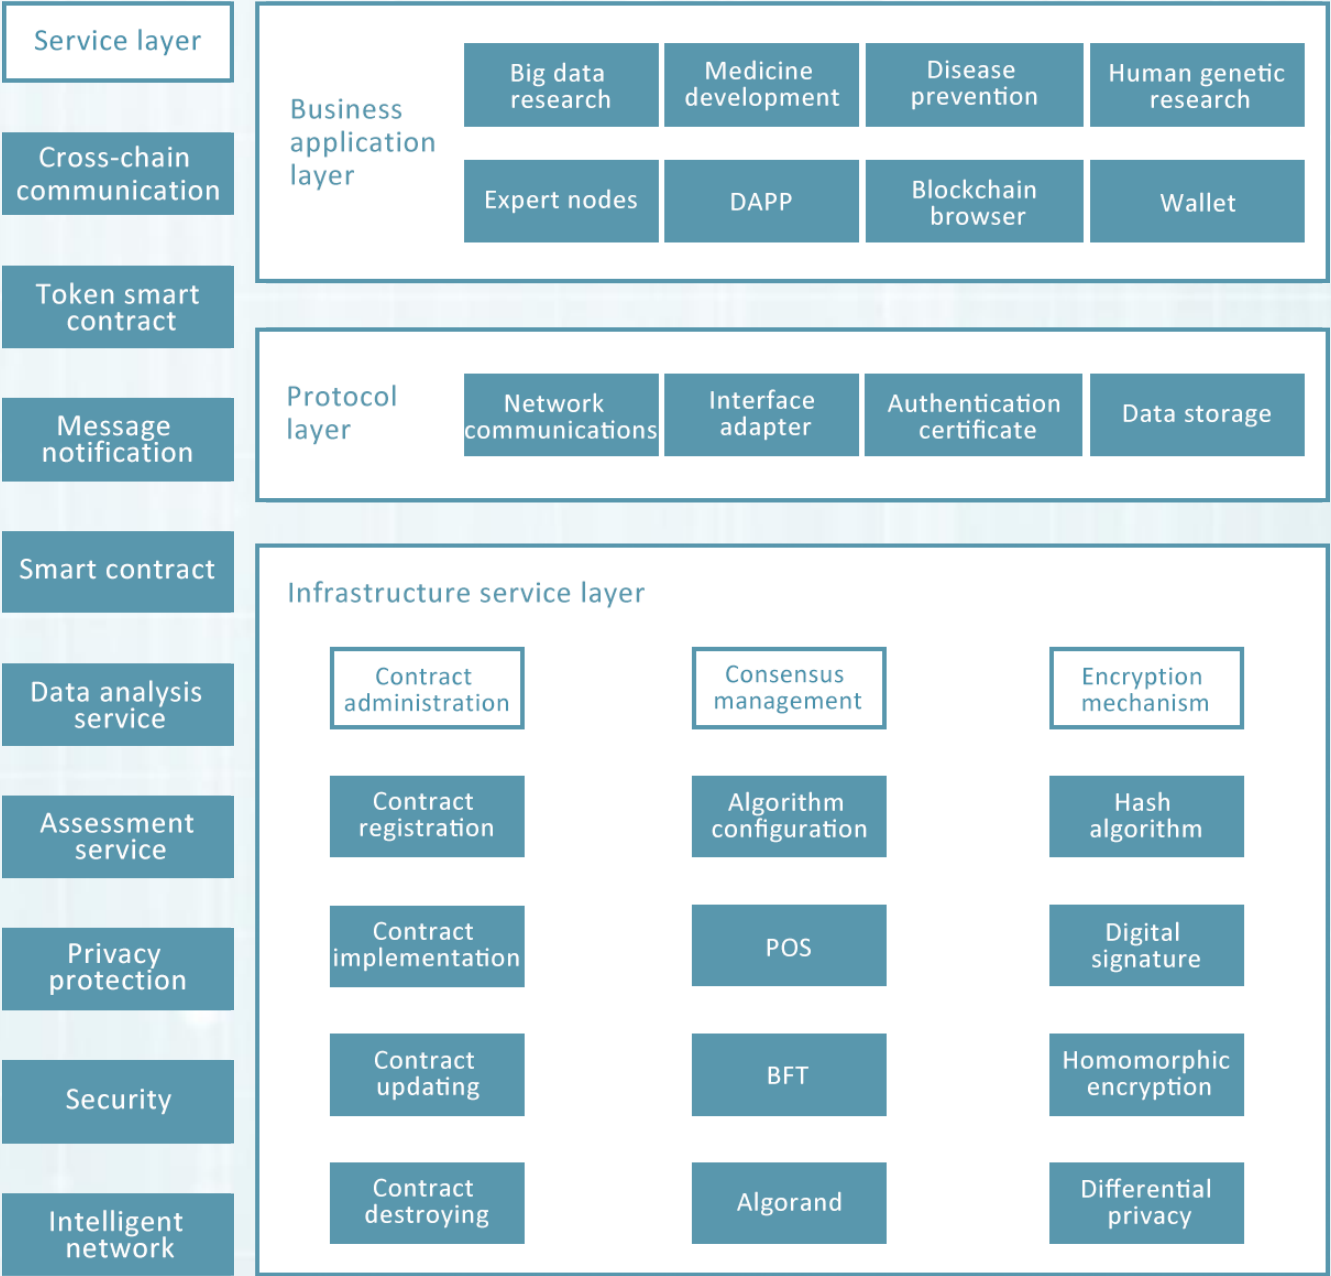 Service layer
Cross-chain
communication
Token smart
contract
Message
notification
Smart contract
Data analysis
service
Assessment
service
Privacy
protection
Security
Intelligent
network
Business
application
layer
Big data
research
Medicine
development
Disease
prevention
Human genetic
research
Expert nodes
DAPP
Blockchain
browser
Wallet
Protocol
layer
Network
communications
Interface
adapter
Authentication
certificate
Data storage
Infrastructure service layer
Contract
administration
Consensus
management
Encryption
mechanism
Contract
registration
Algorithm
configuration
Hash
algorithm
Contract
implementation
POS
Digital
signature
Contract
updating
BFT
Homomorphic
encryption
Contract
destroying
Algorand
Differential
privacy